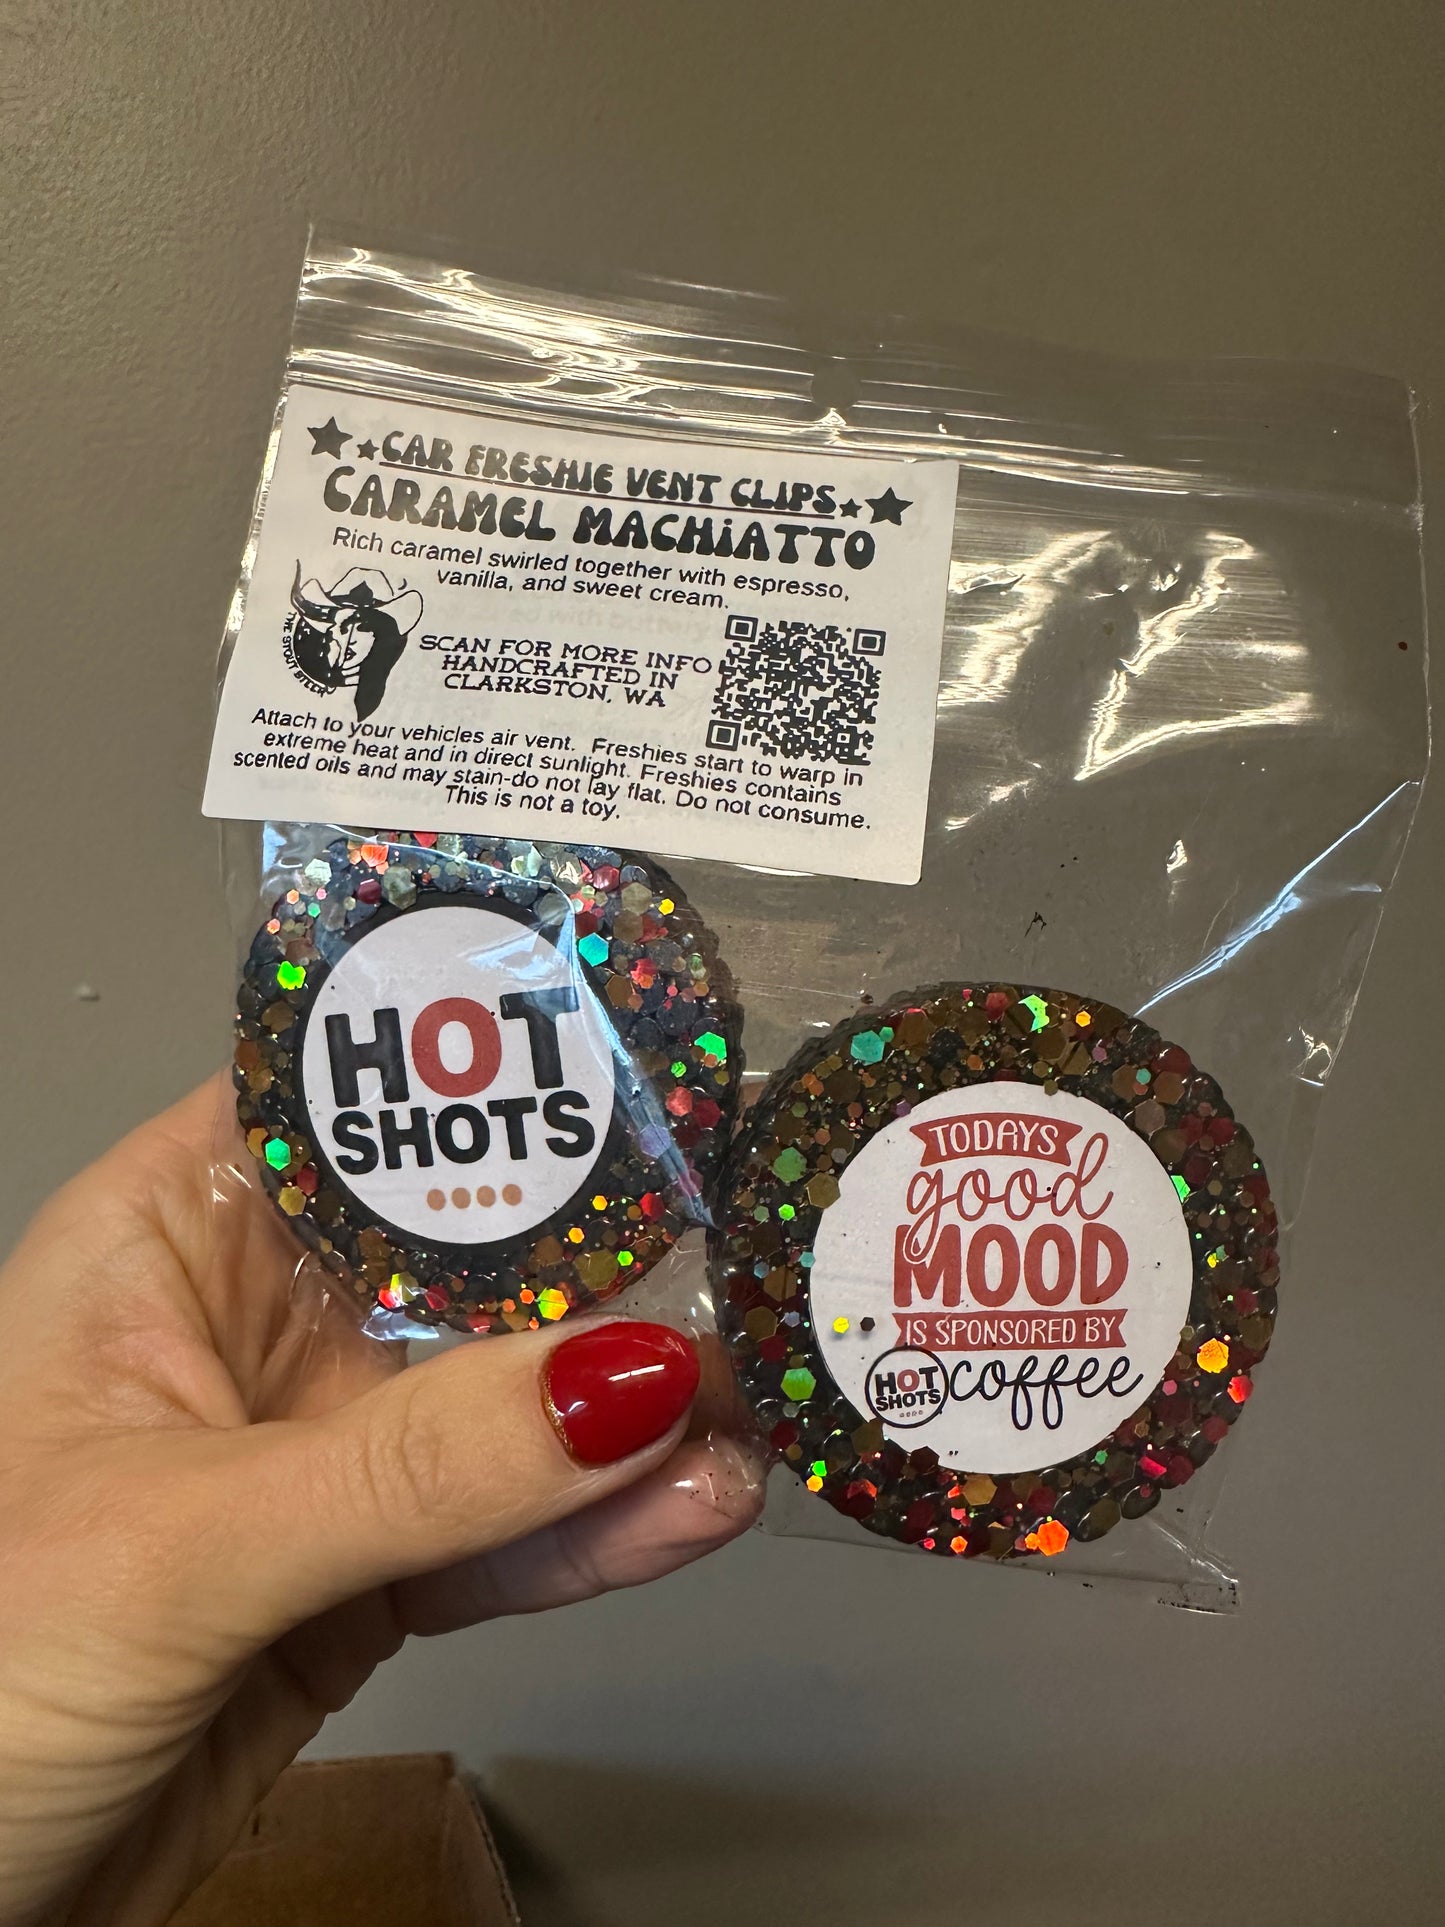 CAR FRESHIE VENT CLIPS
CARAMEL MACHIATTO
Rich caramel swirled together with espresso,
vanilla, and sweet cream.
THE STOUT STEER
SCAN FOR MORE INFO
HANDCRAFTED IN
CLARKSTON, WA
Attach to your vehicles air vent. Freshies start to warp in
extreme heat and in direct sunlight. Freshies contains
scented oils and may stain-do not lay flat. Do not consume.
This is not a toy.
HOT
SHOTS
TODAYS
good
MOOD
IS SPONSORED BY
HOT
SHOTS
coffee